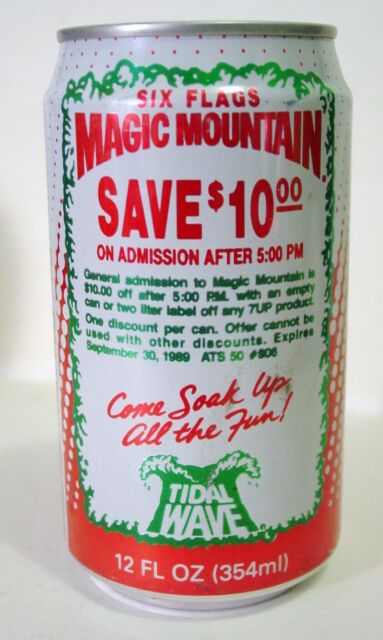 SIX FLAGS
MAGIC MOUNTAIN®
SAVE $10 00
ON ADMISSION AFTER 5:00 PM
General admission to Magic Mountain is
$10.00 off after 5:00 P.M. with an empty
can or two liter label off any 7UP product.
One discount per can. Offer cannot be
used with other discounts. Expires
September 30, 1989 ATS 50 #806
Come Soak Up
all the Fun!
TIDAL
WAVE
12 FL OZ (354ml)